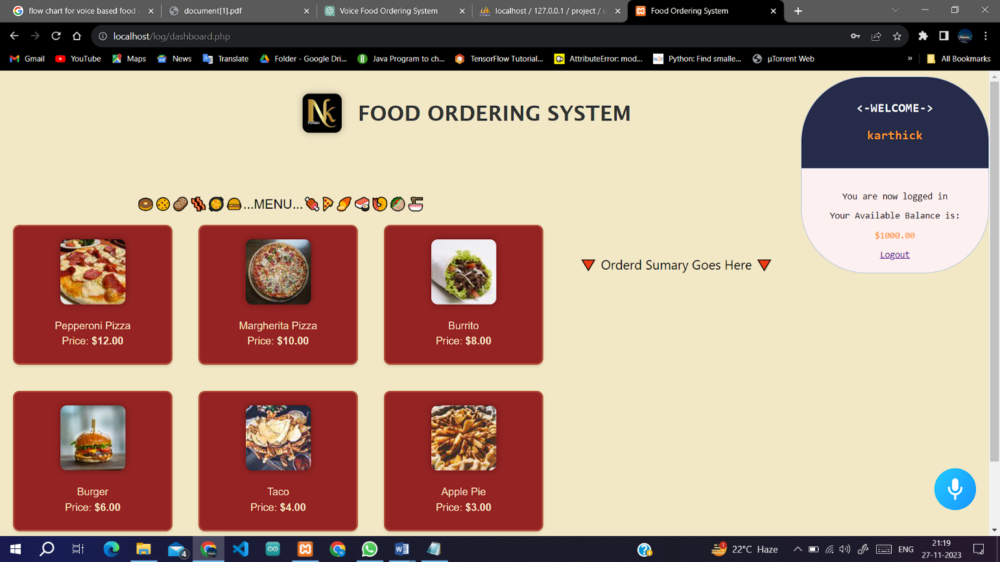 flow chart for voice based food
document[1].pdf
Voice Food Ordering System
localhost / 127.0.0.1 / project / u
Food Ordering System
localhost/log/dashboard.php
Gmail
YouTube
Maps
News
Translate
Folder - Google Dri...
Java Program to ch...
TensorFlow Tutorial...
AttributeError: mod...
Python: Find smalle...
µTorrent Web
»
All Bookmarks
NK
FOODS
FOOD ORDERING SYSTEM
<-WELCOME->
karthick
You are now logged in
Your Available Balance is:
$1000.00
Logout
...MENU...
Orderd Sumary Goes Here
Pepperoni Pizza
Price: $12.00
Margherita Pizza
Price: $10.00
Burrito
Price: $8.00
Burger
Price: $6.00
Taco
Price: $4.00
Apple Pie
Price: $3.00
4
1
22°C Haze
ENG
21:19
27-11-2023